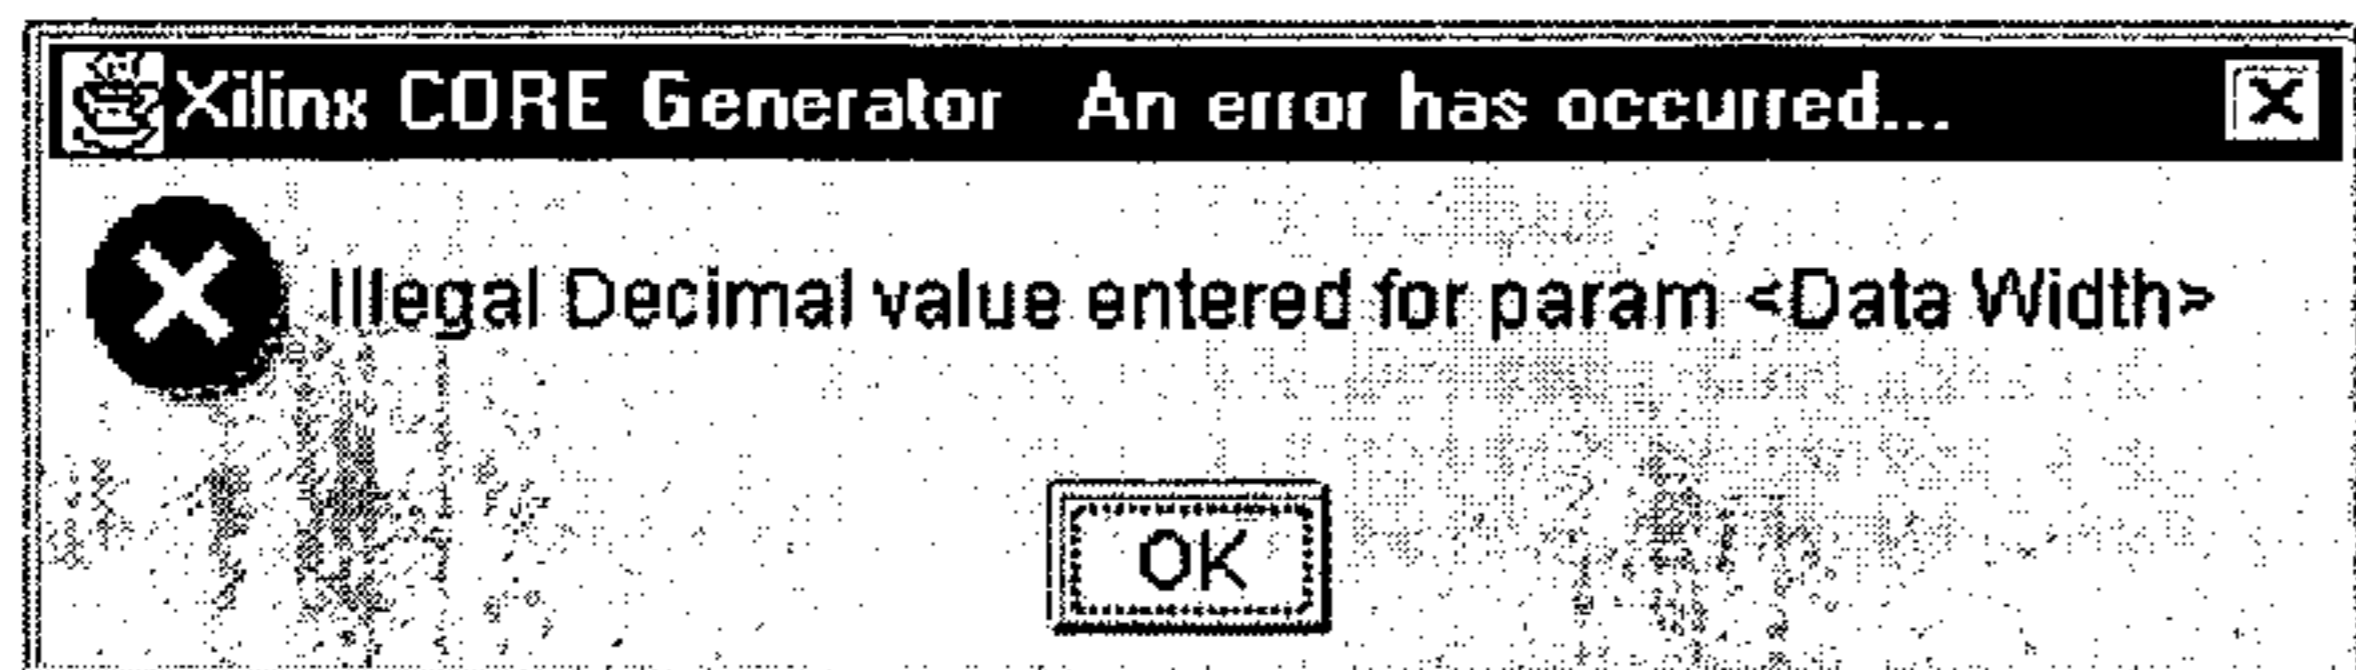 Xilinx CORE Generator An error has occurred...
Illegal Decimal value entered for param <Data Width>
OK